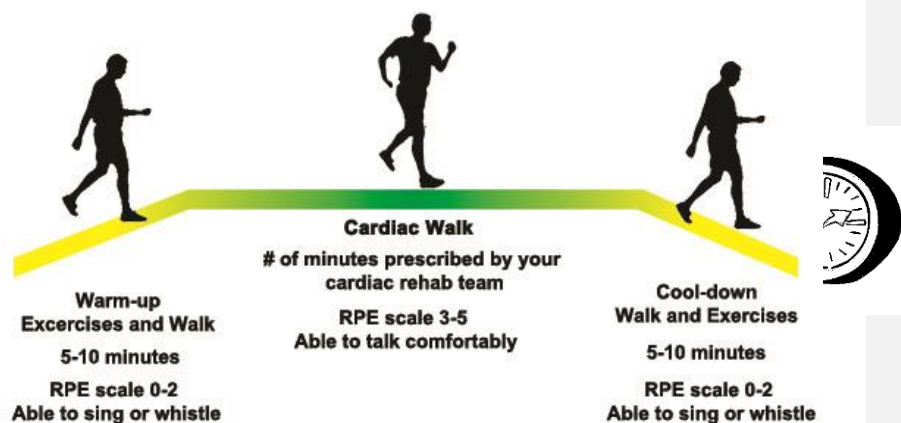 Warm-up
Excercises and Walk
5-10 minutes
RPE scale 0-2
Able to sing or whistle
Cardiac Walk
# of minutes prescribed by your
cardiac rehab team
RPE scale 3-5
Able to talk comfortably
Cool-down
Walk and Exercises
5-10 minutes
RPE scale 0-2
Able to sing or whistle